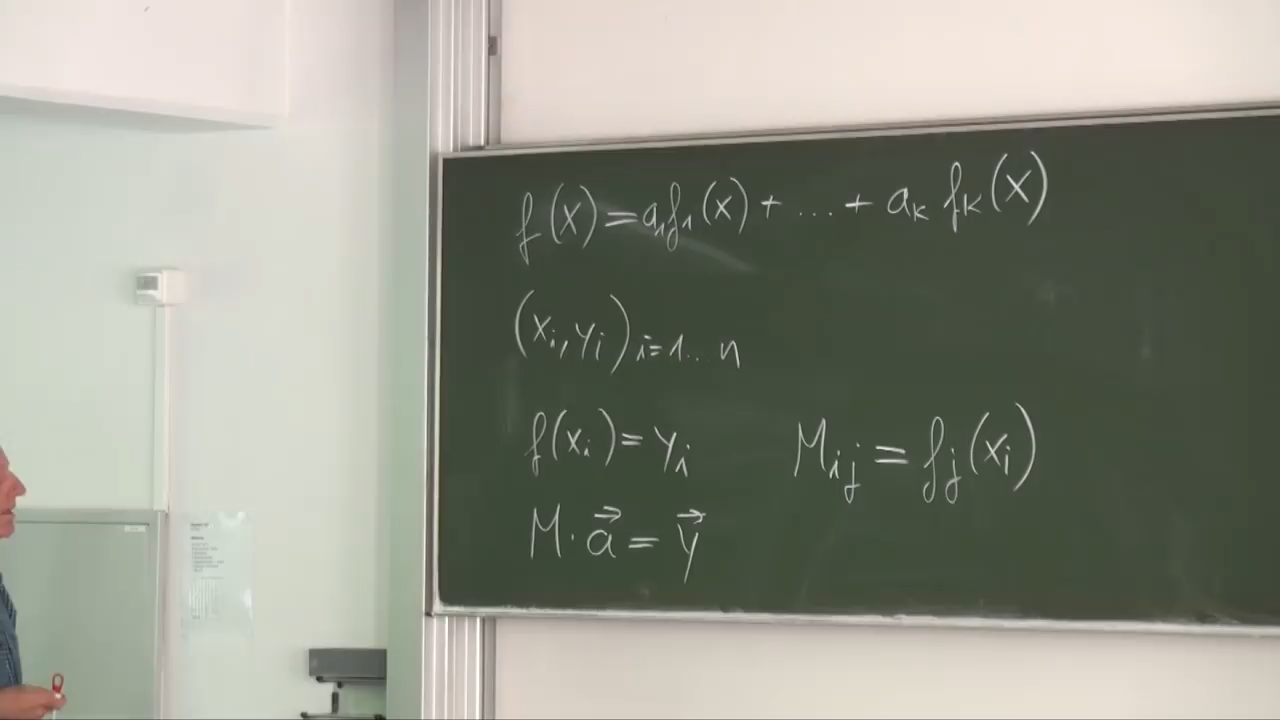 f(x) = a₁f₁(x) + ... + aₖ fₖ(x)
(xᵢ, yᵢ) i=1...n
f(xᵢ) = yᵢ Mᵢⱼ = fⱼ(xᵢ)
M · a⃗ = y⃗